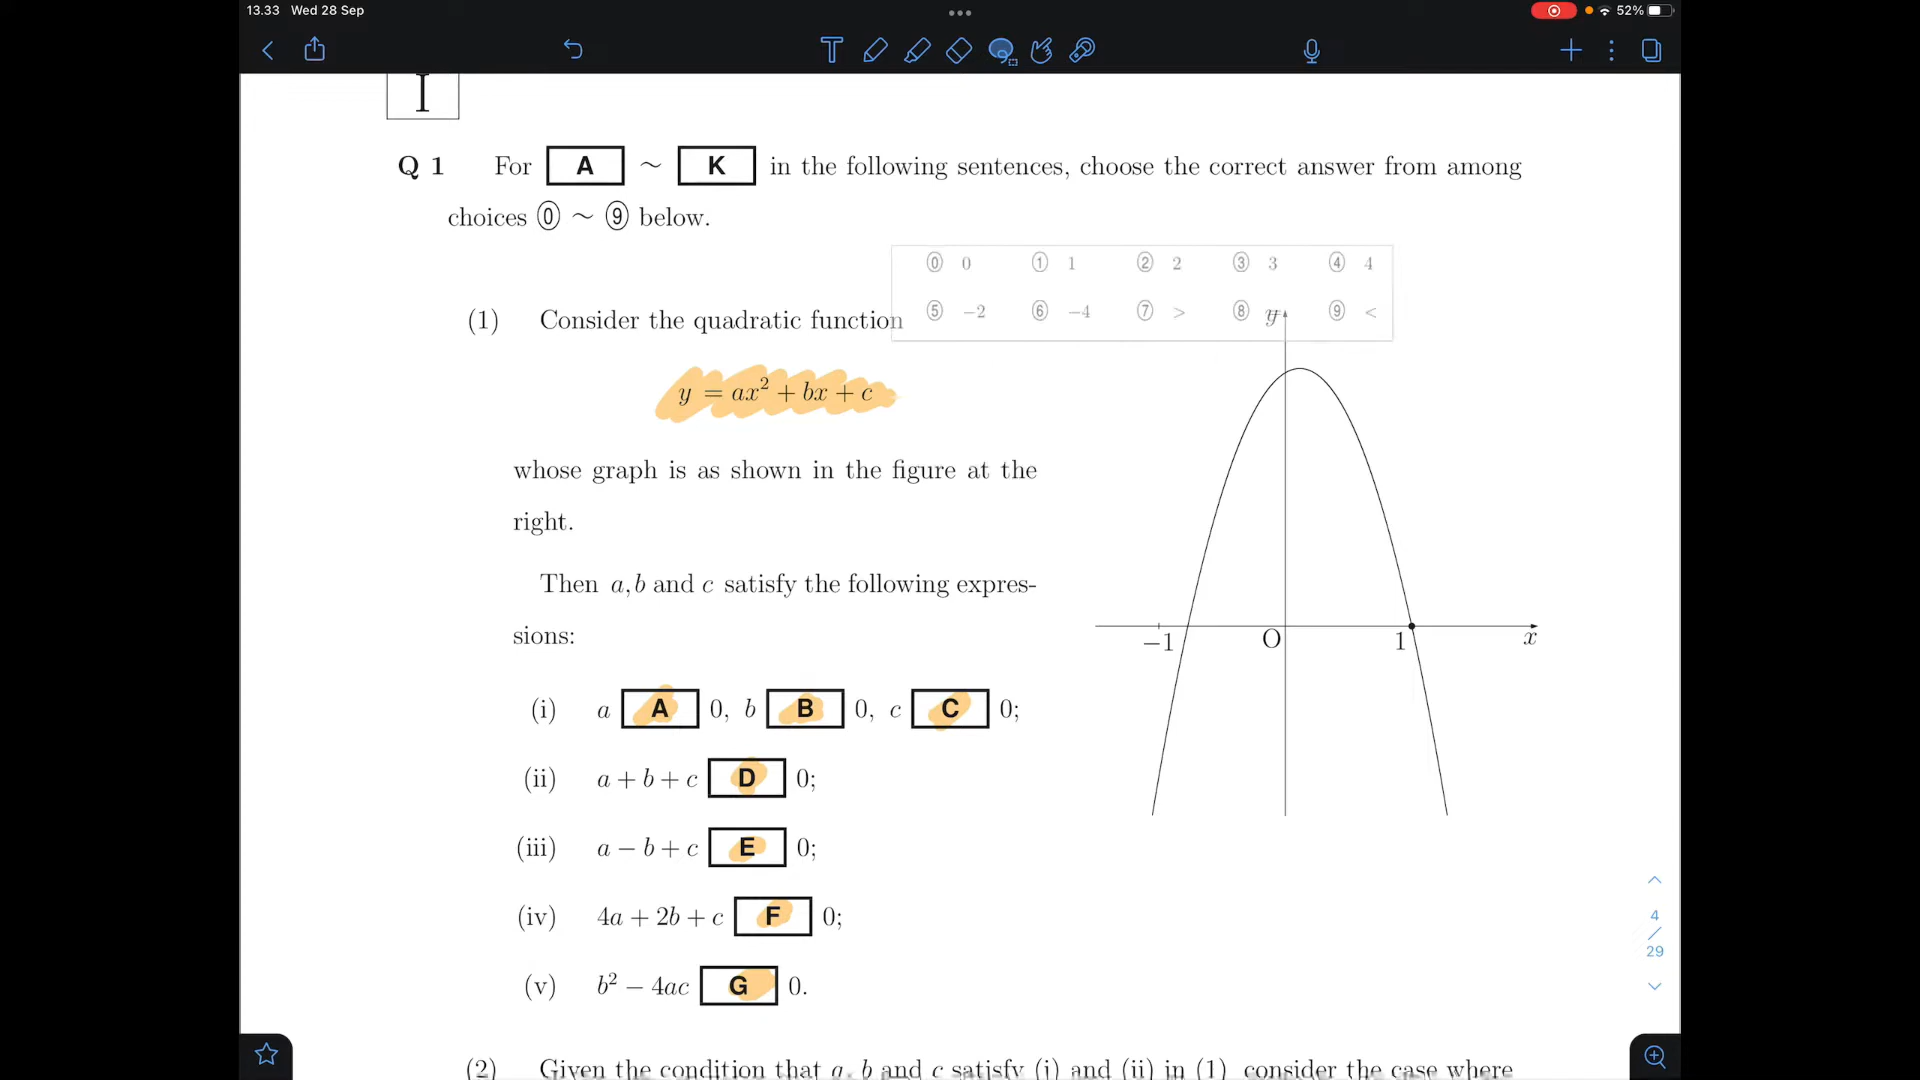 13.33 Wed 28 Sep
52%
I
Q 1 For A ~ K in the following sentences, choose the correct answer from among
choices ⓪ ~ ⑨ below.
⓪ 0 ① 1 ② 2 ③ 3 ④ 4
⑤ −2 ⑥ −4 ⑦ > ⑧ = ⑨ <
(1) Consider the quadratic function
y = ax² + bx + c
whose graph is as shown in the figure at the
right.
Then a, b and c satisfy the following expres-
sions:
(i) a A 0, b B 0, c C 0;
(ii) a + b + c D 0;
(iii) a − b + c E 0;
(iv) 4a + 2b + c F 0;
(v) b² − 4ac G 0.
y
−1 O 1 x
4
/
29
(2) Given the condition that a, b and c satisfy (i) and (ii) in (1) consider the case where